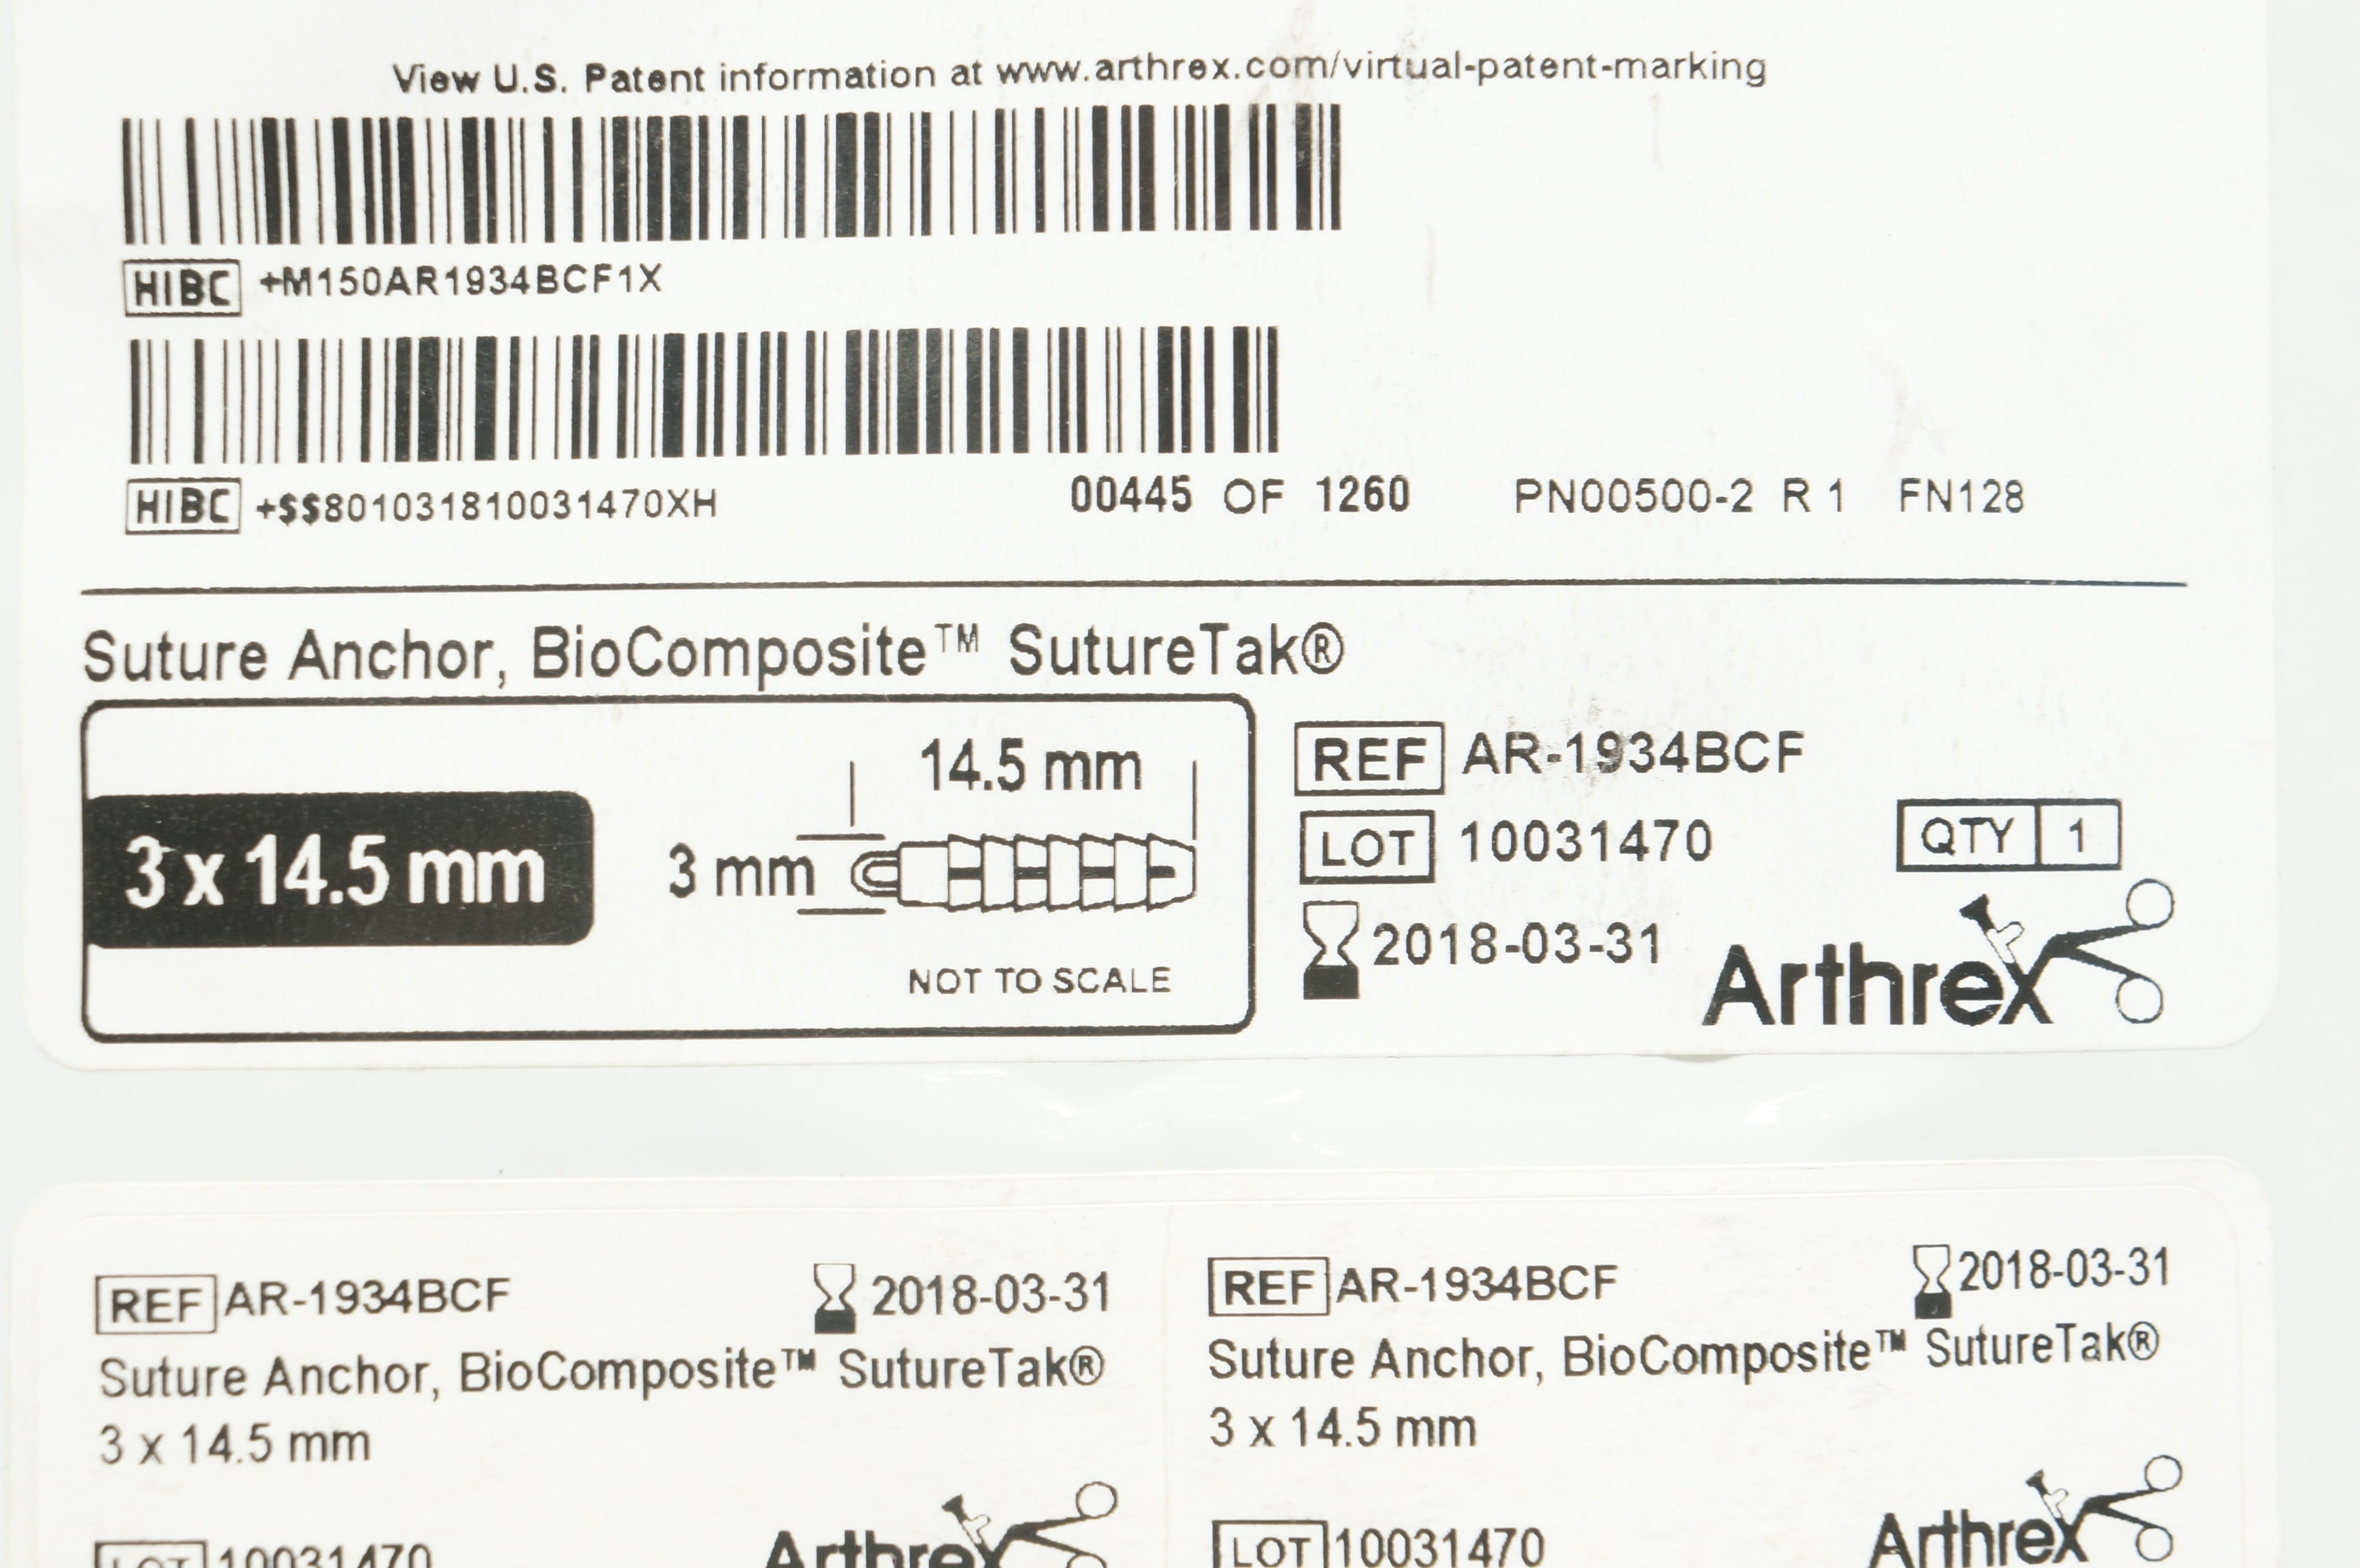 View U.S. Patent information at www.arthrex.com/virtual-patent-marking
HIBC +M150AR1934BCF1X
HIBC +$$801031810031470XH 00445 OF 1260 PN00500-2 R 1 FN128
Suture Anchor, BioComposite™ SutureTak®
3 x 14.5 mm
14.5 mm
3 mm
NOT TO SCALE
REF AR-1934BCF
LOT 10031470 QTY 1
2018-03-31
Arthrex
REF AR-1934BCF 2018-03-31
Suture Anchor, BioComposite™ SutureTak®
3 x 14.5 mm
LOT 10031470 Arthrex
REF AR-1934BCF 2018-03-31
Suture Anchor, BioComposite™ SutureTak®
3 x 14.5 mm
LOT 10031470 Arthrex